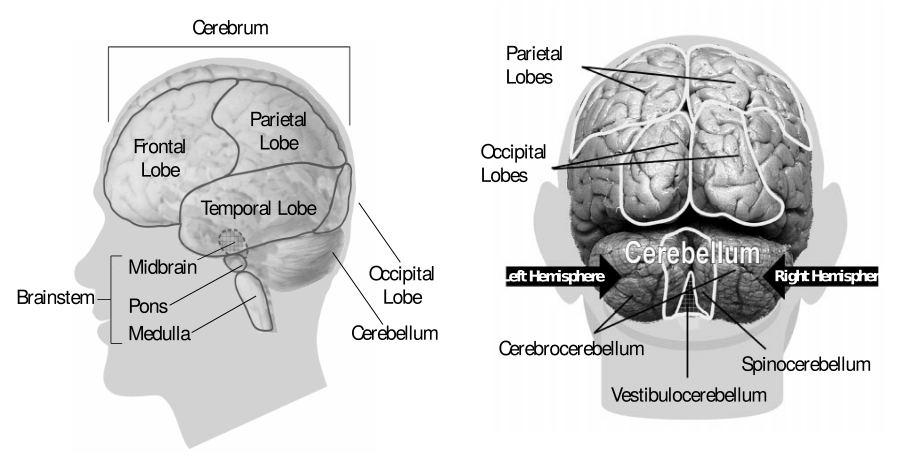 Cerebrum
Parietal
Lobe
Frontal
Lobe
Temporal Lobe
Midbrain
Brainstem
Pons
Medulla
Occipital
Lobe
Cerebellum
Parietal
Lobes
Occipital
Lobes
Cerebellum
Left Hemisphere
Right Hemispher
Cerebrocerebellum
Spinocerebellum
Vestibulocerebellum